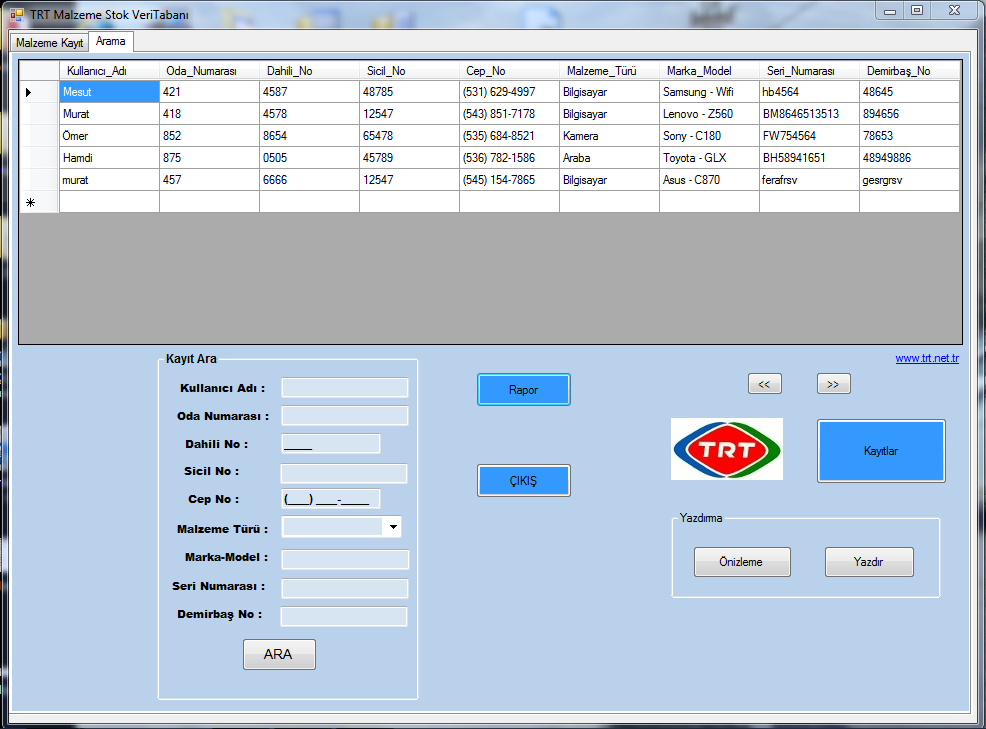 TRT Malzeme Stok VeriTabanı
Malzeme Kayıt Arama
Kullanıcı_Adı Oda_Numarası Dahili_No Sicil_No Cep_No Malzeme_Türü Marka_Model Seri_Numarası Demirbaş_No
Mesut 421 4587 48785 (531) 629-4997 Bilgisayar Samsung - Wifi hb4564 48645
Murat 418 4578 12547 (543) 851-7178 Bilgisayar Lenovo - Z560 BM8646513513 894656
Ömer 852 8654 65478 (535) 684-8521 Kamera Sony - C180 FW754564 78653
Hamdi 875 0505 45789 (536) 782-1586 Araba Toyota - GLX BH58941651 48949886
murat 457 6666 12547 (545) 154-7865 Bilgisayar Asus - C870 ferafrsv gesrgrsv
www.trt.net.tr
Kayıt Ara
Kullanıcı Adı :
Oda Numarası :
Dahili No : ____
Sicil No :
Cep No : (___) ___-____
Malzeme Türü :
Marka-Model :
Seri Numarası :
Demirbaş No :
ARA
Rapor
ÇIKIŞ
<< >>
TRT
Kayıtlar
Yazdırma
Önizleme Yazdır